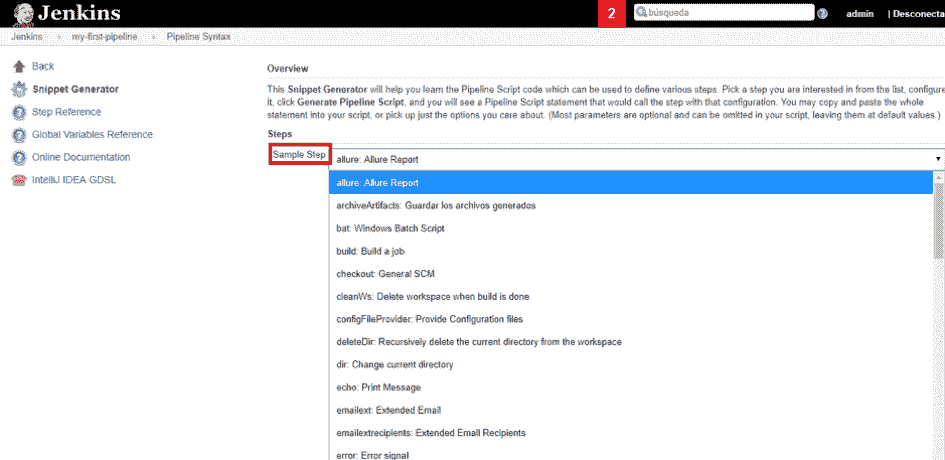 Jenkins
2
búsqueda
admin
| Desconecta
Jenkins
my-first-pipeline
Pipeline Syntax
Back
Snippet Generator
Step Reference
Global Variables Reference
Online Documentation
IntelliJ IDEA GDSL
Overview
This Snippet Generator will help you learn the Pipeline Script code which can be used to define various steps. Pick a step you are interested in from the list, configure
it, click Generate Pipeline Script, and you will see a Pipeline Script statement that would call the step with that configuration. You may copy and paste the whole
statement into your script, or pick up just the options you care about. (Most parameters are optional and can be omitted in your script, leaving them at default values.)
Steps
Sample Step
allure: Allure Report
allure: Allure Report
archiveArtifacts: Guardar los archivos generados
bat: Windows Batch Script
build: Build a job
checkout: General SCM
cleanWs: Delete workspace when build is done
configFileProvider: Provide Configuration files
deleteDir: Recursively delete the current directory from the workspace
dir: Change current directory
echo: Print Message
emailext: Extended Email
emailextrecipients: Extended Email Recipients
error: Error signal